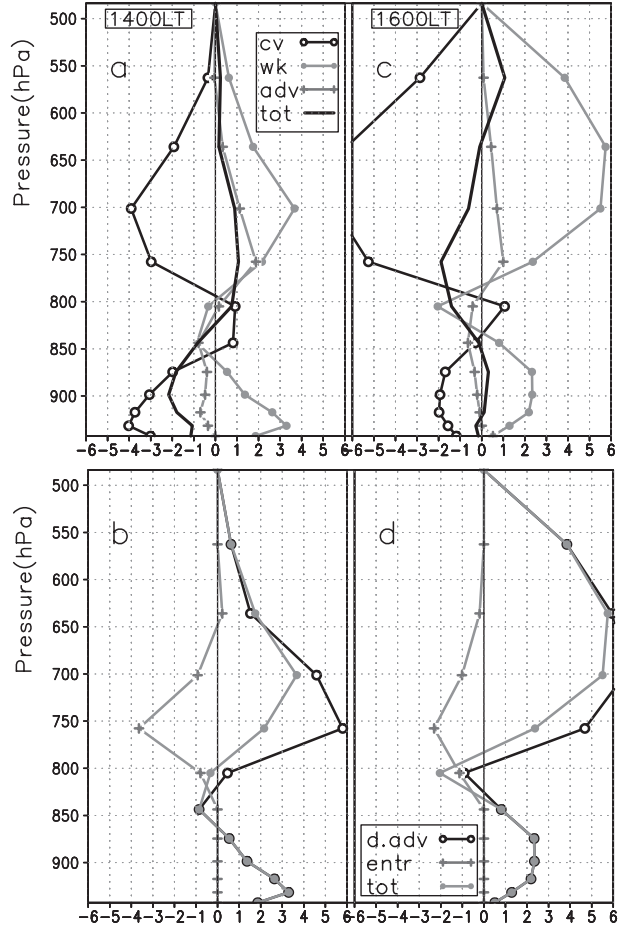 1400LT
1600LT
a
c
cv
wk
adv
tot
Pressure(hPa)
500
550
600
650
700
750
800
850
900
-6-5-4-3-2-1 0 1 2 3 4 5 6-6-5-4-3-2-1 0 1 2 3 4 5 6
b
d
d.adv
entr
tot
Pressure(hPa)
500
550
600
650
700
750
800
850
900
-6-5-4-3-2-1 0 1 2 3 4 5 6-6-5-4-3-2-1 0 1 2 3 4 5 6